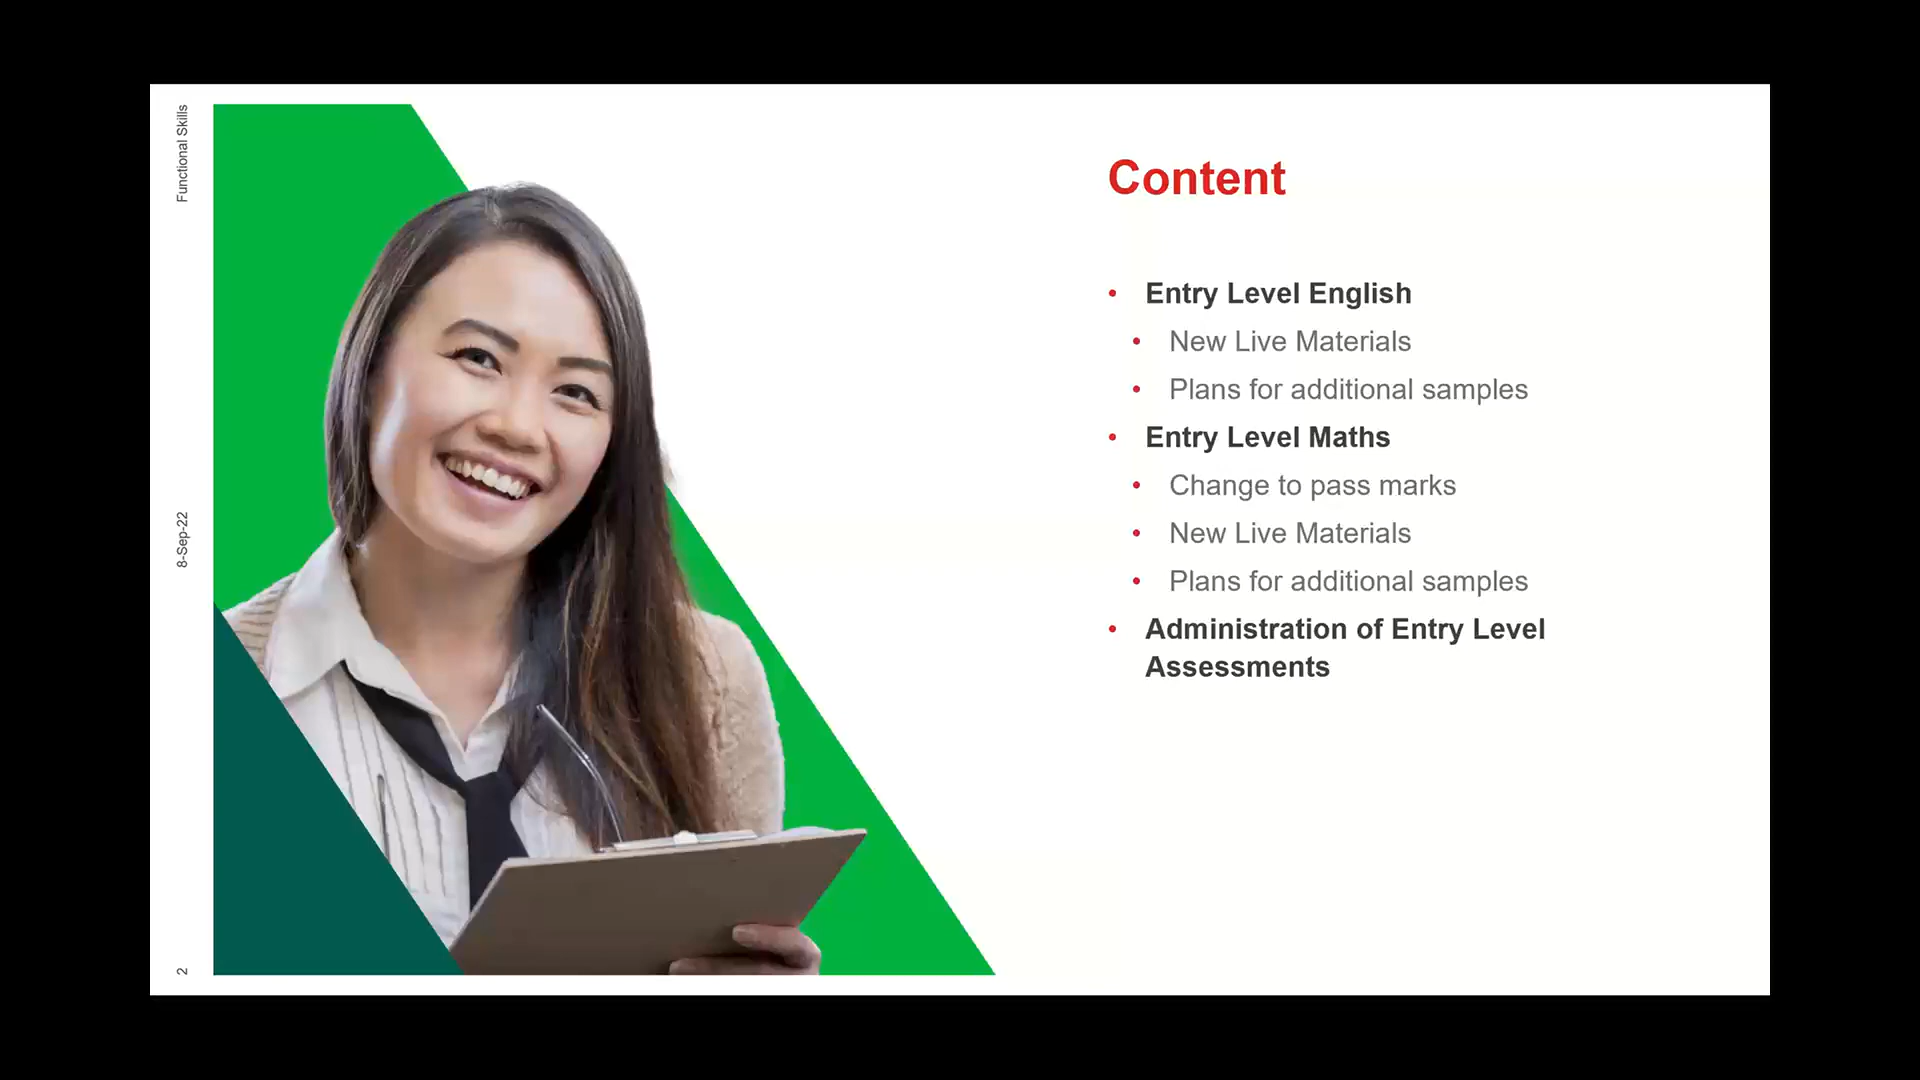 Functional Skills
8-Sep-22
2
Content
• Entry Level English
• New Live Materials
• Plans for additional samples
• Entry Level Maths
• Change to pass marks
• New Live Materials
• Plans for additional samples
• Administration of Entry Level
Assessments